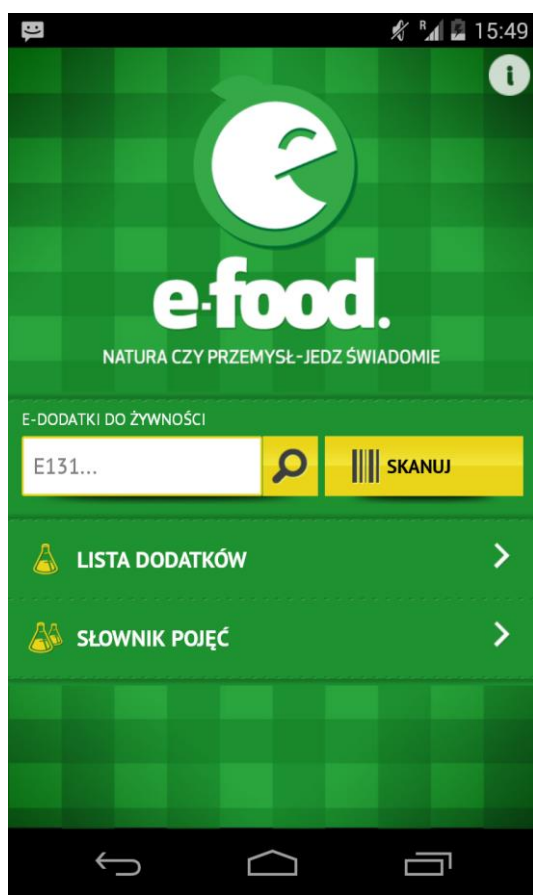 R
15:49
i
e-food.
NATURA CZY PRZEMYSŁ-JEDZ ŚWIADOMIE
E-DODATKI DO ŻYWNOŚCI
E131...
SKANUJ
LISTA DODATKÓW
SŁOWNIK POJĘĆ